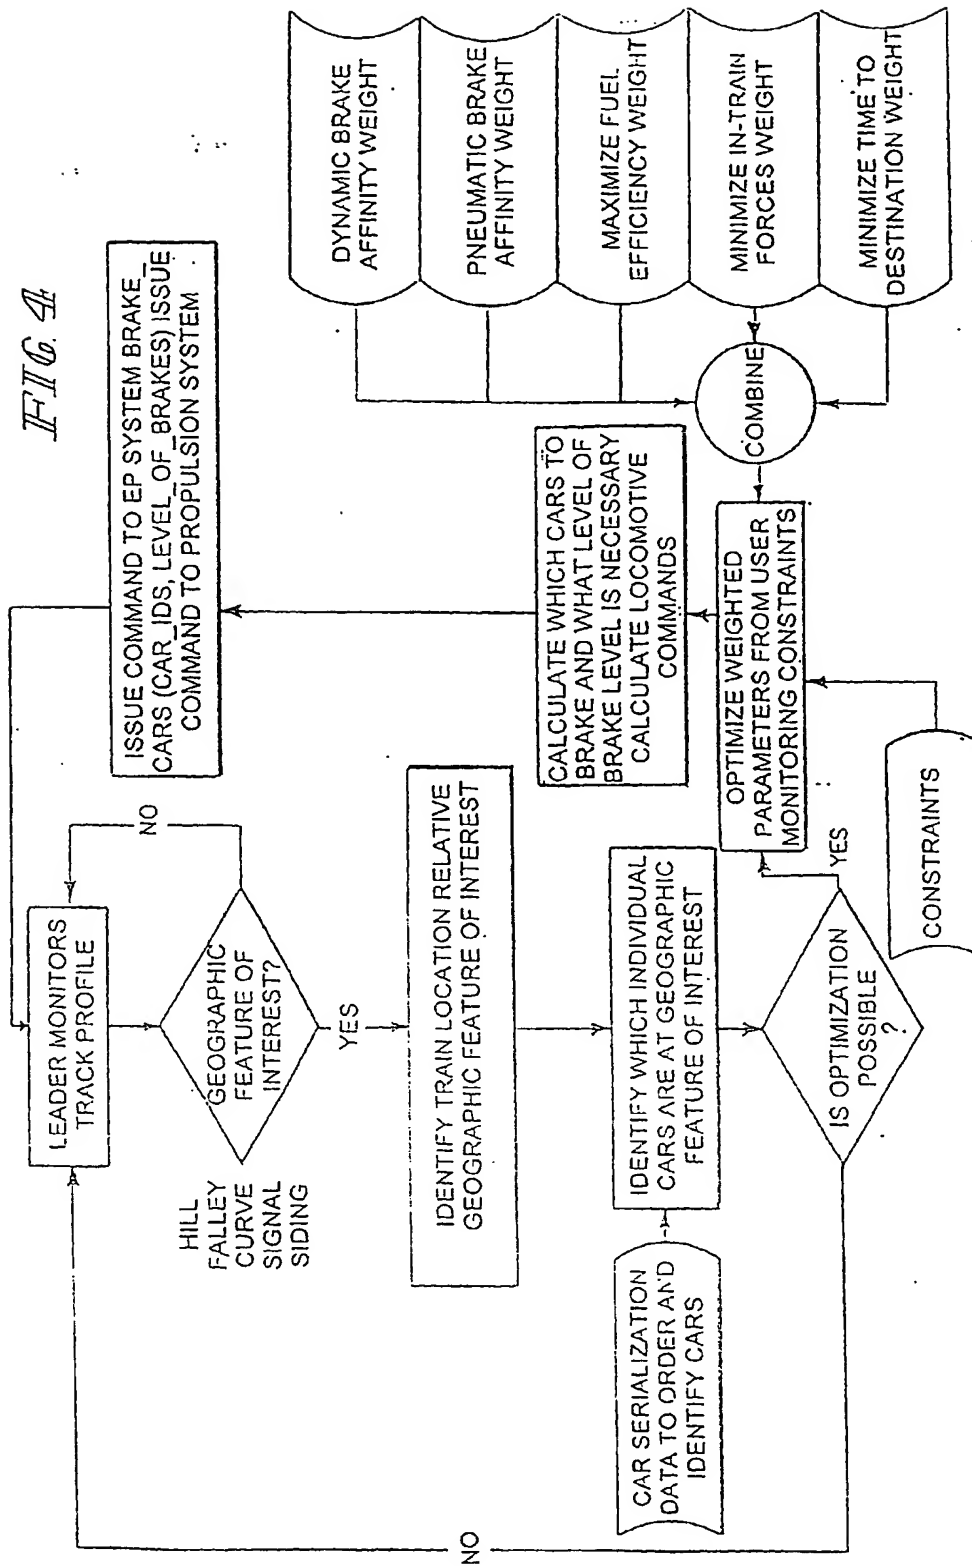 FIG. 4
LEADER MONITORS
TRACK PROFILE
NO
GEOGRAPHIC
FEATURE OF
INTEREST?
HILL
FALLEY
CURVE
SIGNAL
SIDING
YES
IDENTIFY TRAIN LOCATION RELATIVE
GEOGRAPHIC FEATURE OF INTEREST
CAR SERIALIZATION
DATA TO ORDER AND
IDENTIFY CARS
IDENTIFY WHICH INDIVIDUAL
CARS ARE AT GEOGRAPHIC
FEATURE OF INTEREST
IS OPTIMIZATION
POSSIBLE
?
NO
YES
CONSTRAINTS
OPTIMIZE WEIGHTED
PARAMETERS FROM USER
MONITORING CONSTRAINTS
CALCULATE WHICH CARS TO
BRAKE AND WHAT LEVEL OF
BRAKE LEVEL IS NECESSARY
CALCULATE LOCOMOTIVE
COMMANDS
ISSUE COMMAND TO EP SYSTEM BRAKE_
CARS (CAR_IDS, LEVEL_OF_BRAKES) ISSUE
COMMAND TO PROPULSION SYSTEM
COMBINE
DYNAMIC BRAKE
AFFINITY WEIGHT
PNEUMATIC BRAKE
AFFINITY WEIGHT
MAXIMIZE FUEL
EFFICIENCY WEIGHT
MINIMIZE IN-TRAIN
FORCES WEIGHT
MINIMIZE TIME TO
DESTINATION WEIGHT